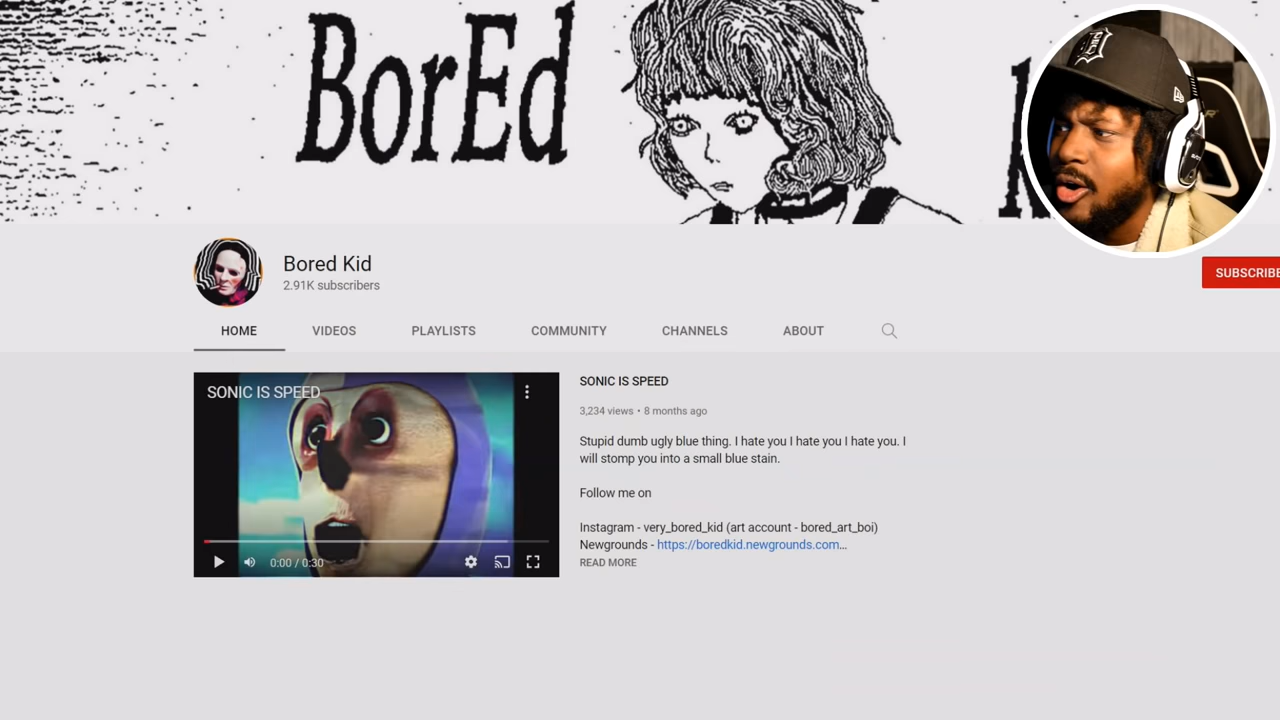 BorEd
Bored Kid
2.91K subscribers
SUBSCRIBE
HOME VIDEOS PLAYLISTS COMMUNITY CHANNELS ABOUT
SONIC IS SPEED
SONIC IS SPEED
3,234 views • 8 months ago
Stupid dumb ugly blue thing. I hate you I hate you I hate you. I
will stomp you into a small blue stain.
Follow me on
Instagram - very_bored_kid (art account - bored_art_boi)
Newgrounds - https://boredkid.newgrounds.com...
0:00 / 0:30
READ MORE